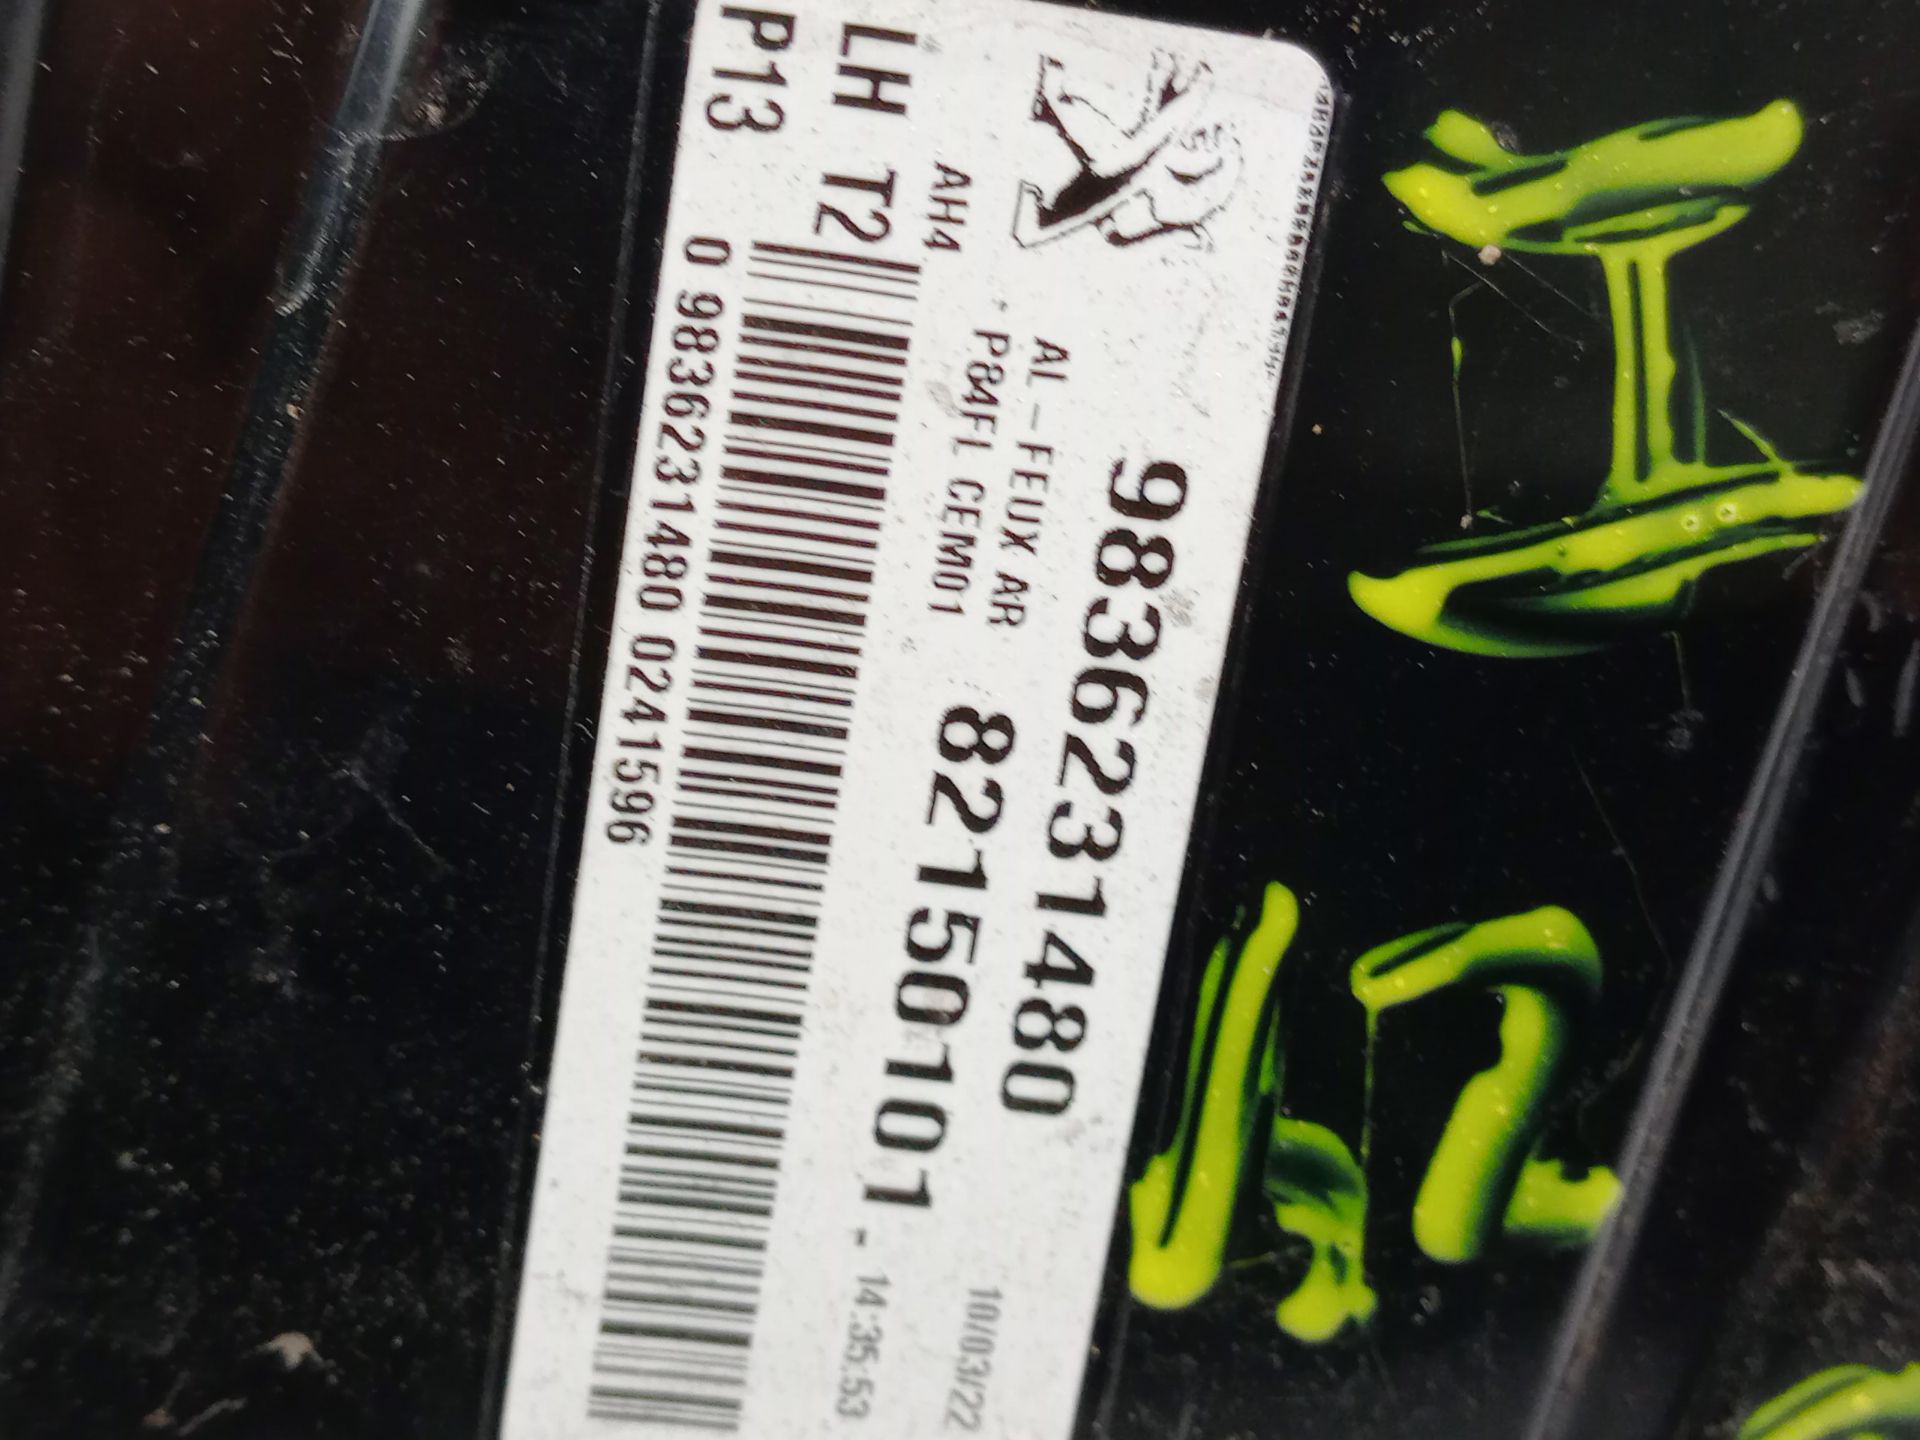 9836231480
AL-FEUX AR
P84FL CEM01
82150101 -
10/03/22
14:35:53
AH4
LH T2
P13
0 9836231480 0241596